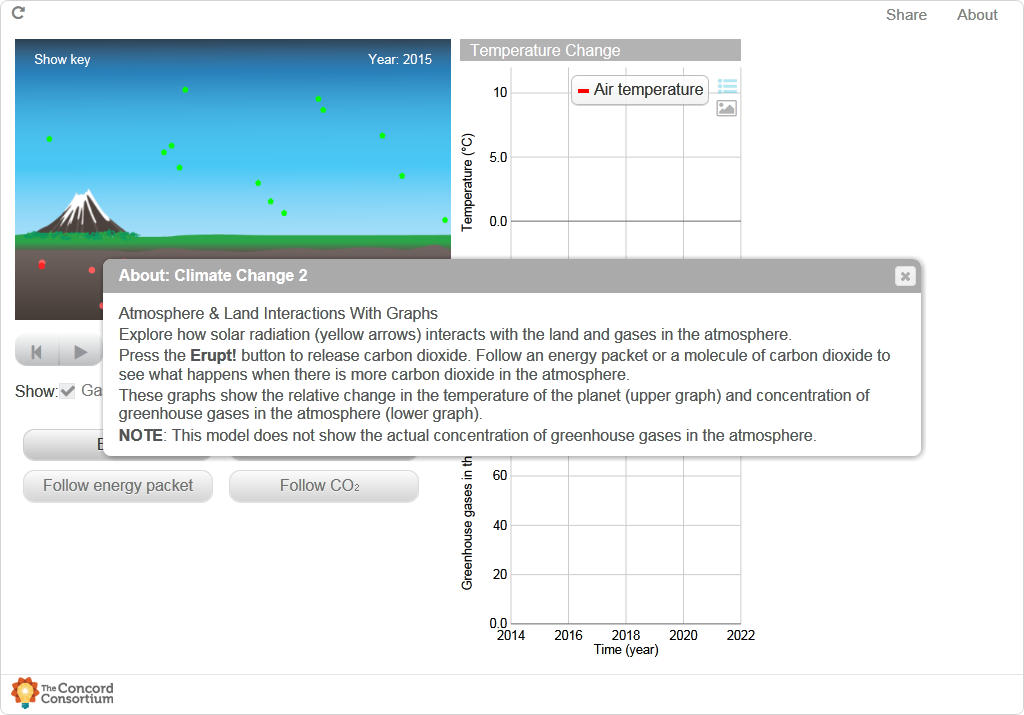 Share About
Show key
Year: 2015
Temperature Change
Air temperature
10
5.0
0.0
Temperature (°C)
About: Climate Change 2
Atmosphere & Land Interactions With Graphs
Explore how solar radiation (yellow arrows) interacts with the land and gases in the atmosphere.
Press the Erupt! button to release carbon dioxide. Follow an energy packet or a molecule of carbon dioxide to
see what happens when there is more carbon dioxide in the atmosphere.
These graphs show the relative change in the temperature of the planet (upper graph) and concentration of
greenhouse gases in the atmosphere (lower graph).
NOTE: This model does not show the actual concentration of greenhouse gases in the atmosphere.
Show:
Follow energy packet
Follow CO₂
Greenhouse gases in
60
40
20
0.0
2014 2016 2018 2020 2022
Time (year)
The Concord
Consortium